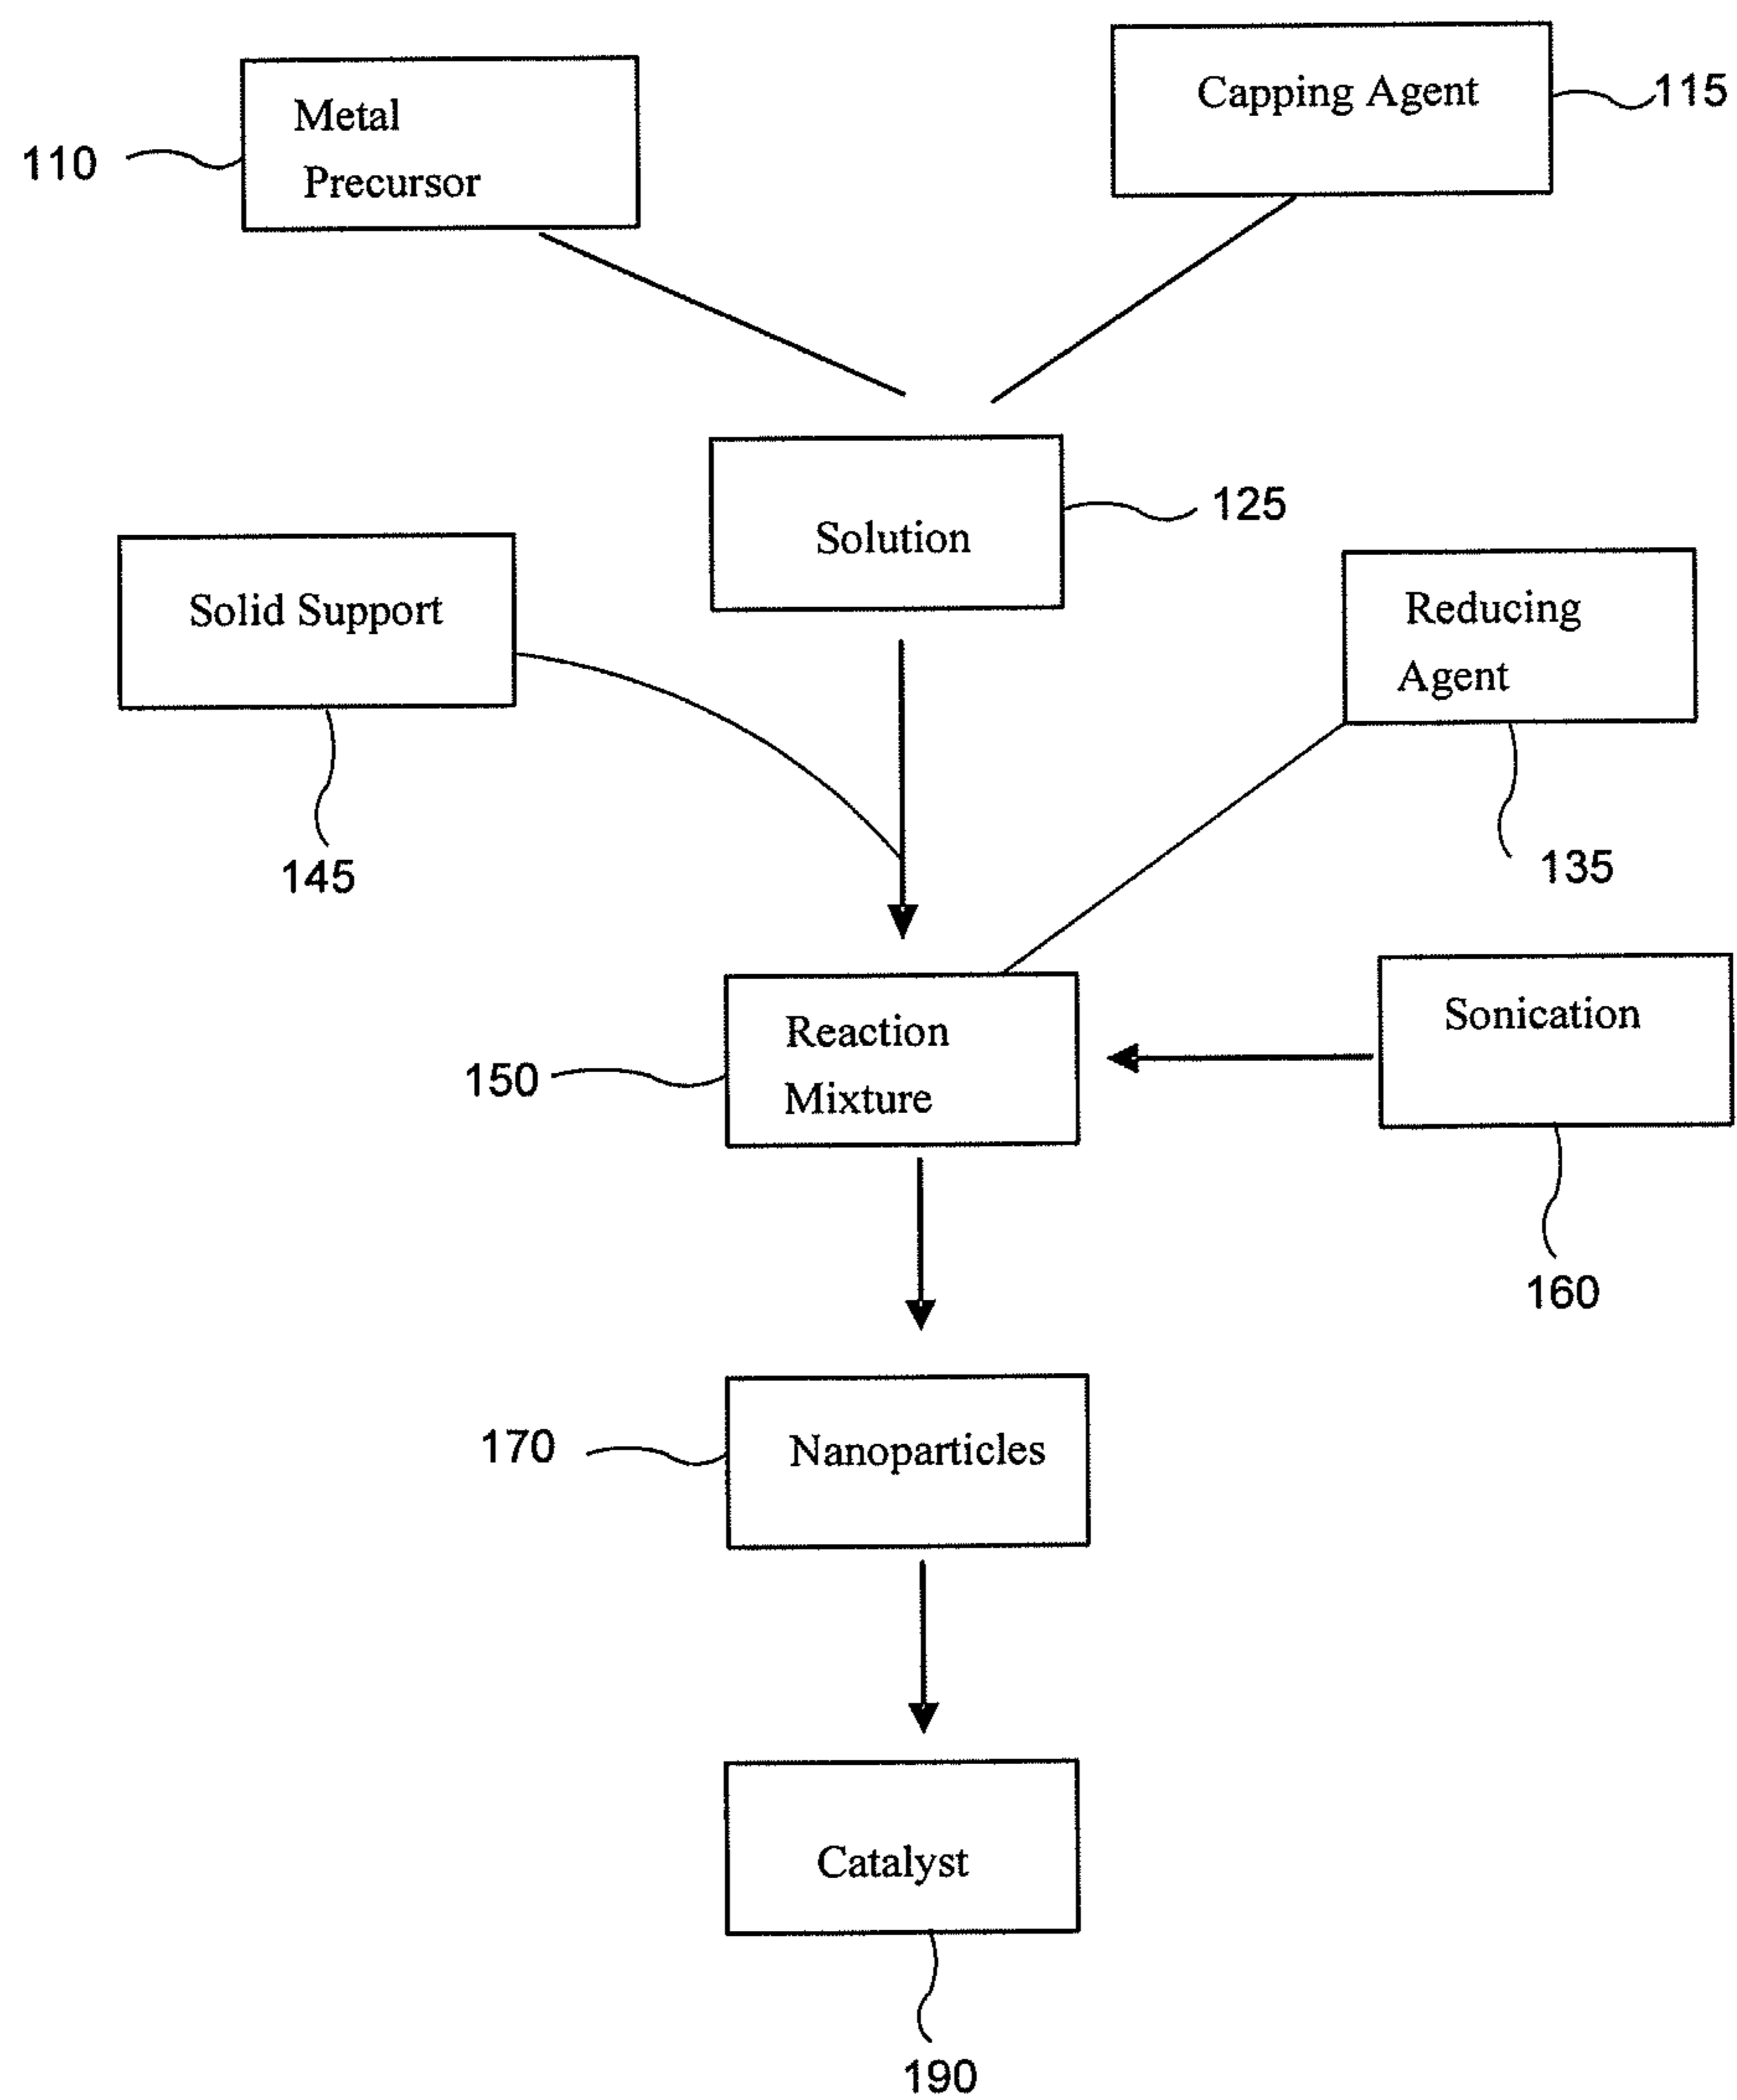 Metal
Precursor
110
Capping Agent
115
Solution
125
Solid Support
145
Reducing
Agent
135
Reaction
Mixture
150
Sonication
160
Nanoparticles
170
Catalyst
190